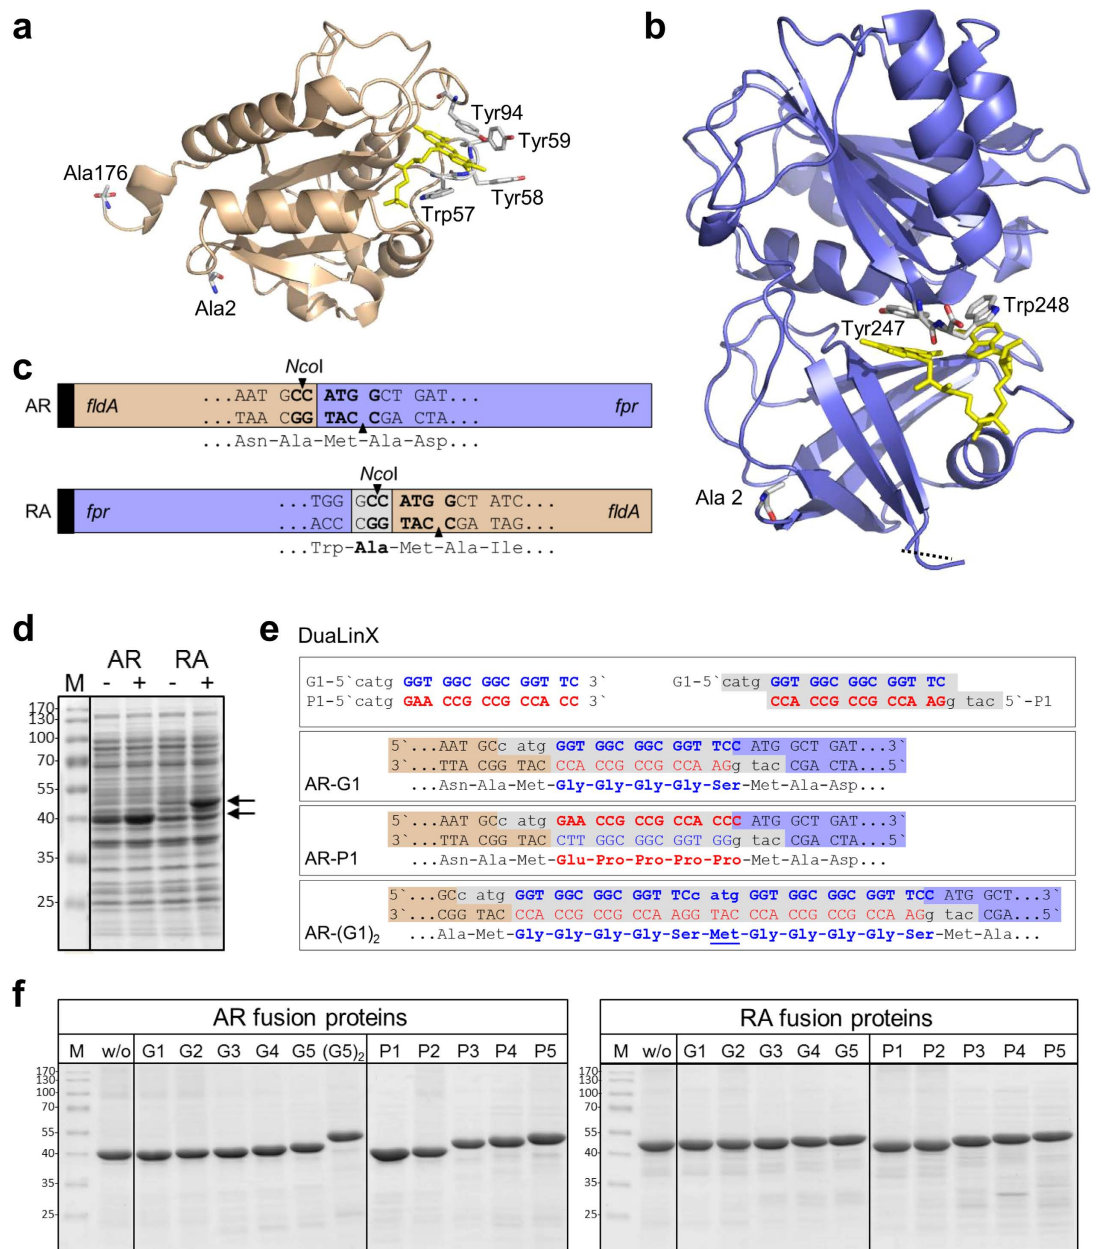 a
Tyr94
Tyr59
Ala176
Tyr58
Trp57
Ala2
b
Tyr247
Trp248
Ala 2
c
NcoI
AR
fldA
...AAT GCC ATG GCT GAT...
fpr
...TAA CGG TAC CGA CTA...
...Asn-Ala-Met-Ala-Asp...
NcoI
RA
fpr
...TGG GCC ATGG GCT ATC...
fldA
...ACC CGG TAC C CGA TAG...
...Trp-Ala-Met-Ala-Ile...
d
AR RA
M - + - +
170
130
100
70
55
40
35
25
e
DuaLinX
G1-5`catg GGT GGC GGC GGT TC 3`
P1-5`catg GAA CCG CCG CCA CC 3`
G1-5`catg GGT GGC GGC GGT TC
CCA CCG CCG CCA AGg tac 5`-P1
AR-G1
5`...AAT GCc atg GGT GGC GGC GGT TCC ATG GCT GAT...3`
3`...TTA CGG TAC CCA CCG CCG CCA AGg tac CGA CTA...5`
...Asn-Ala-Met-Gly-Gly-Gly-Gly-Ser-Met-Ala-Asp...
AR-P1
5`...AAT GCc atg GAA CCG CCG CCA CCC ATG GCT GAT...3`
3`...TTA CGG TAC CTT GGC GGC GGT GGg tac CGA CTA...5`
...Asn-Ala-Met-Glu-Pro-Pro-Pro-Pro-Met-Ala-Asp...
AR-(G1)2
5`...GCc atg GGT GGC GGC GGT TCc atg GGT GGC GGC GGT TCC ATG GCT...3`
3`...CGG TAC CCA CCG CCG CCA AGG TAC CCA CCG CCG CCA AGg tac CGA...5`
...Ala-Met-Gly-Gly-Gly-Gly-Ser-Met-Gly-Gly-Gly-Gly-Ser-Met-Ala...
f
AR fusion proteins
M w/o G1 G2 G3 G4 G5 (G5)2 P1 P2 P3 P4 P5
170
130
100
70
55
40
35
25
RA fusion proteins
M w/o G1 G2 G3 G4 G5 P1 P2 P3 P4 P5
170
130
100
70
55
40
35
25